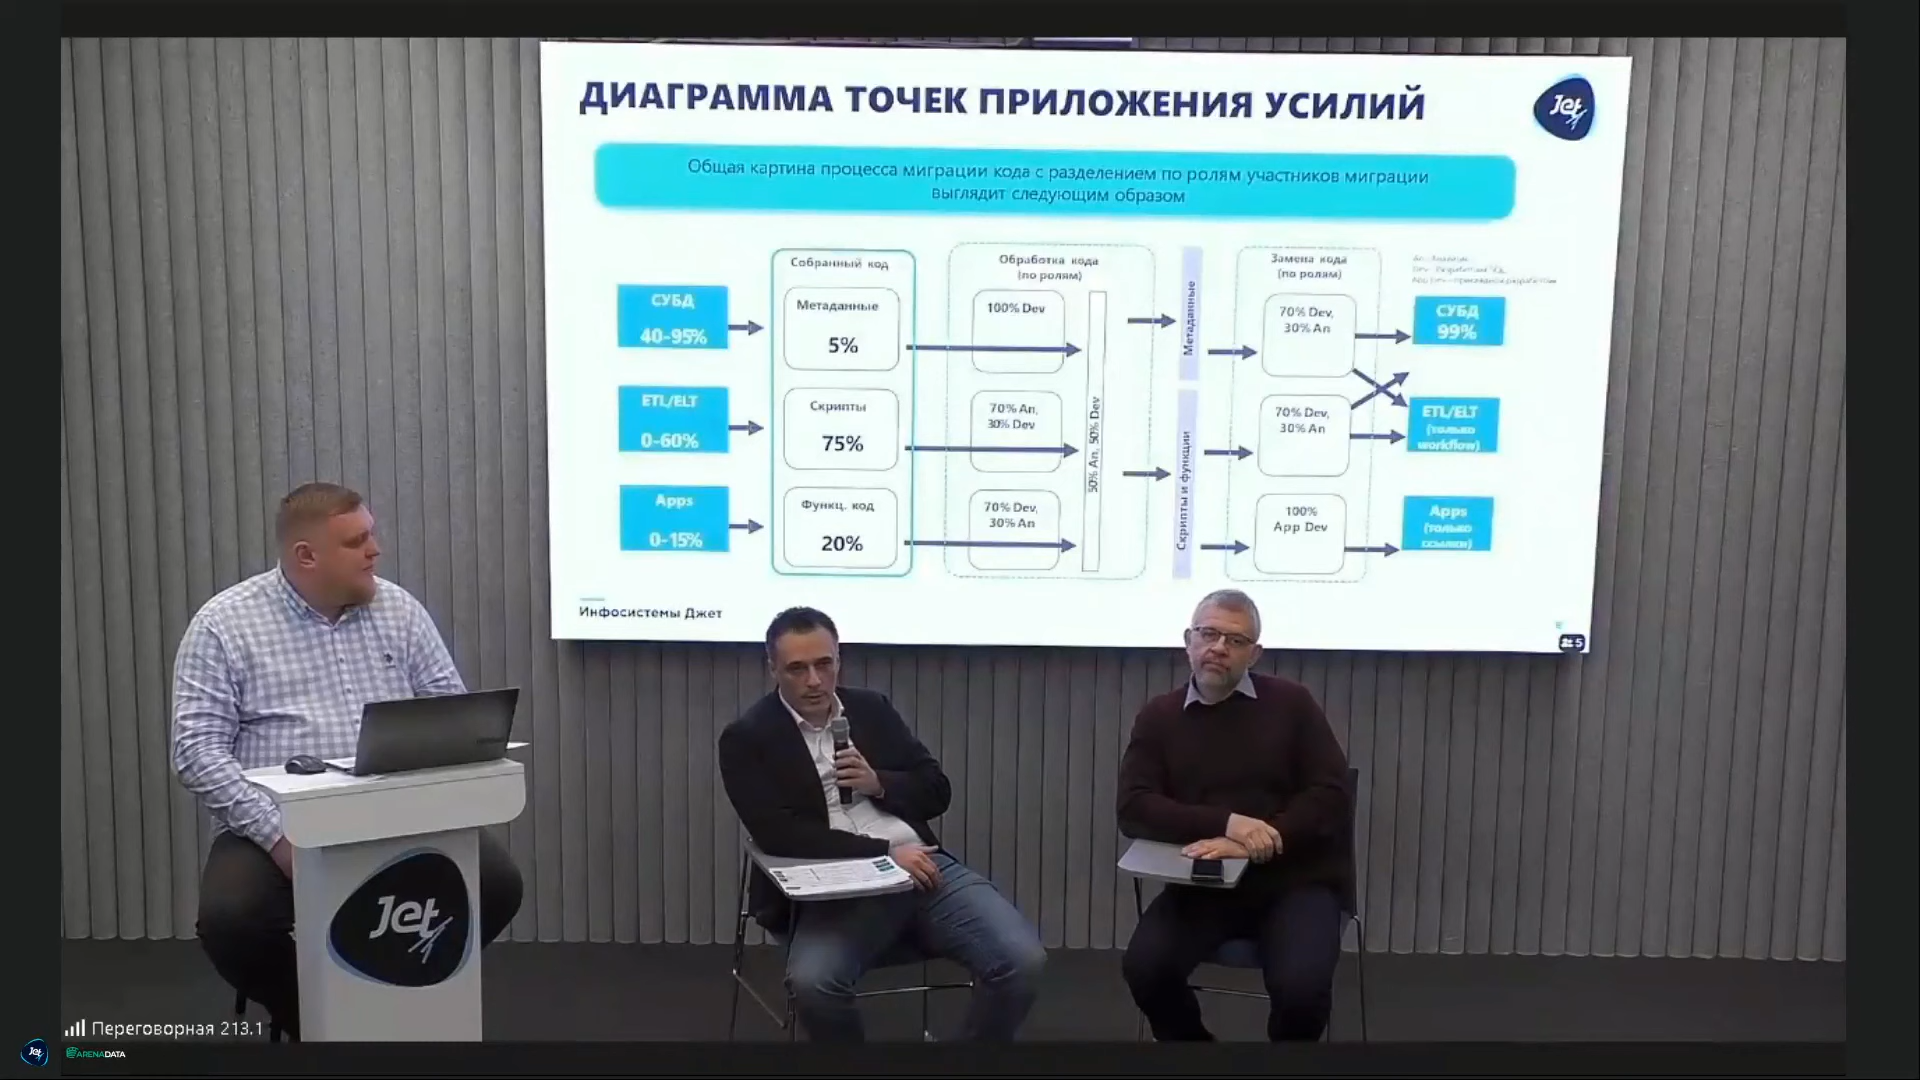 ДИАГРАММА ТОЧЕК ПРИЛОЖЕНИЯ УСИЛИЙ
Jet
Общая картина процесса миграции кода с разделением по ролям участников миграции
выглядит следующим образом
СУБД
40-95%
ETL/ELT
0-60%
Apps
0-15%
Собранный код
Метаданные
5%
Скрипты
75%
Функц. код
20%
Обработка кода
(по ролям)
100% Dev
70% An,
30% Dev
70% Dev,
30% An
50% An, 50% Dev
Метаданные
Скрипты и функции
Замена кода
(по ролям)
70% Dev,
30% An
70% Dev,
30% An
100%
App Dev
СУБД
99%
ETL/ELT
(только
workflow)
Apps
(только
ссылки)
Инфосистемы Джет
5
Jet
Переговорная 213.1
Jet
ARENADATA